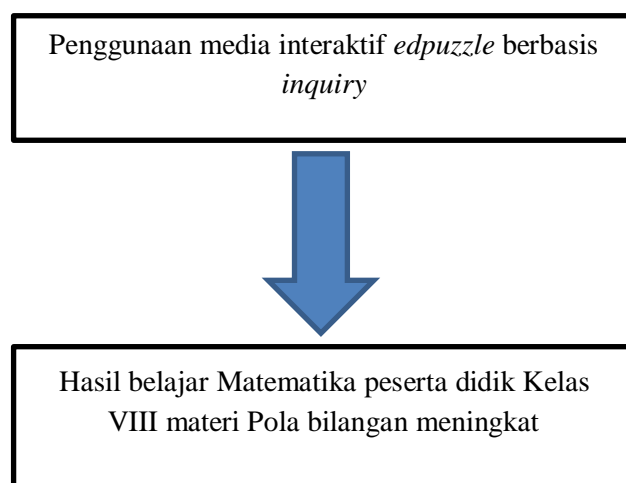 Penggunaan media interaktif edpuzzle berbasis
inquiry
Hasil belajar Matematika peserta didik Kelas
VIII materi Pola bilangan meningkat